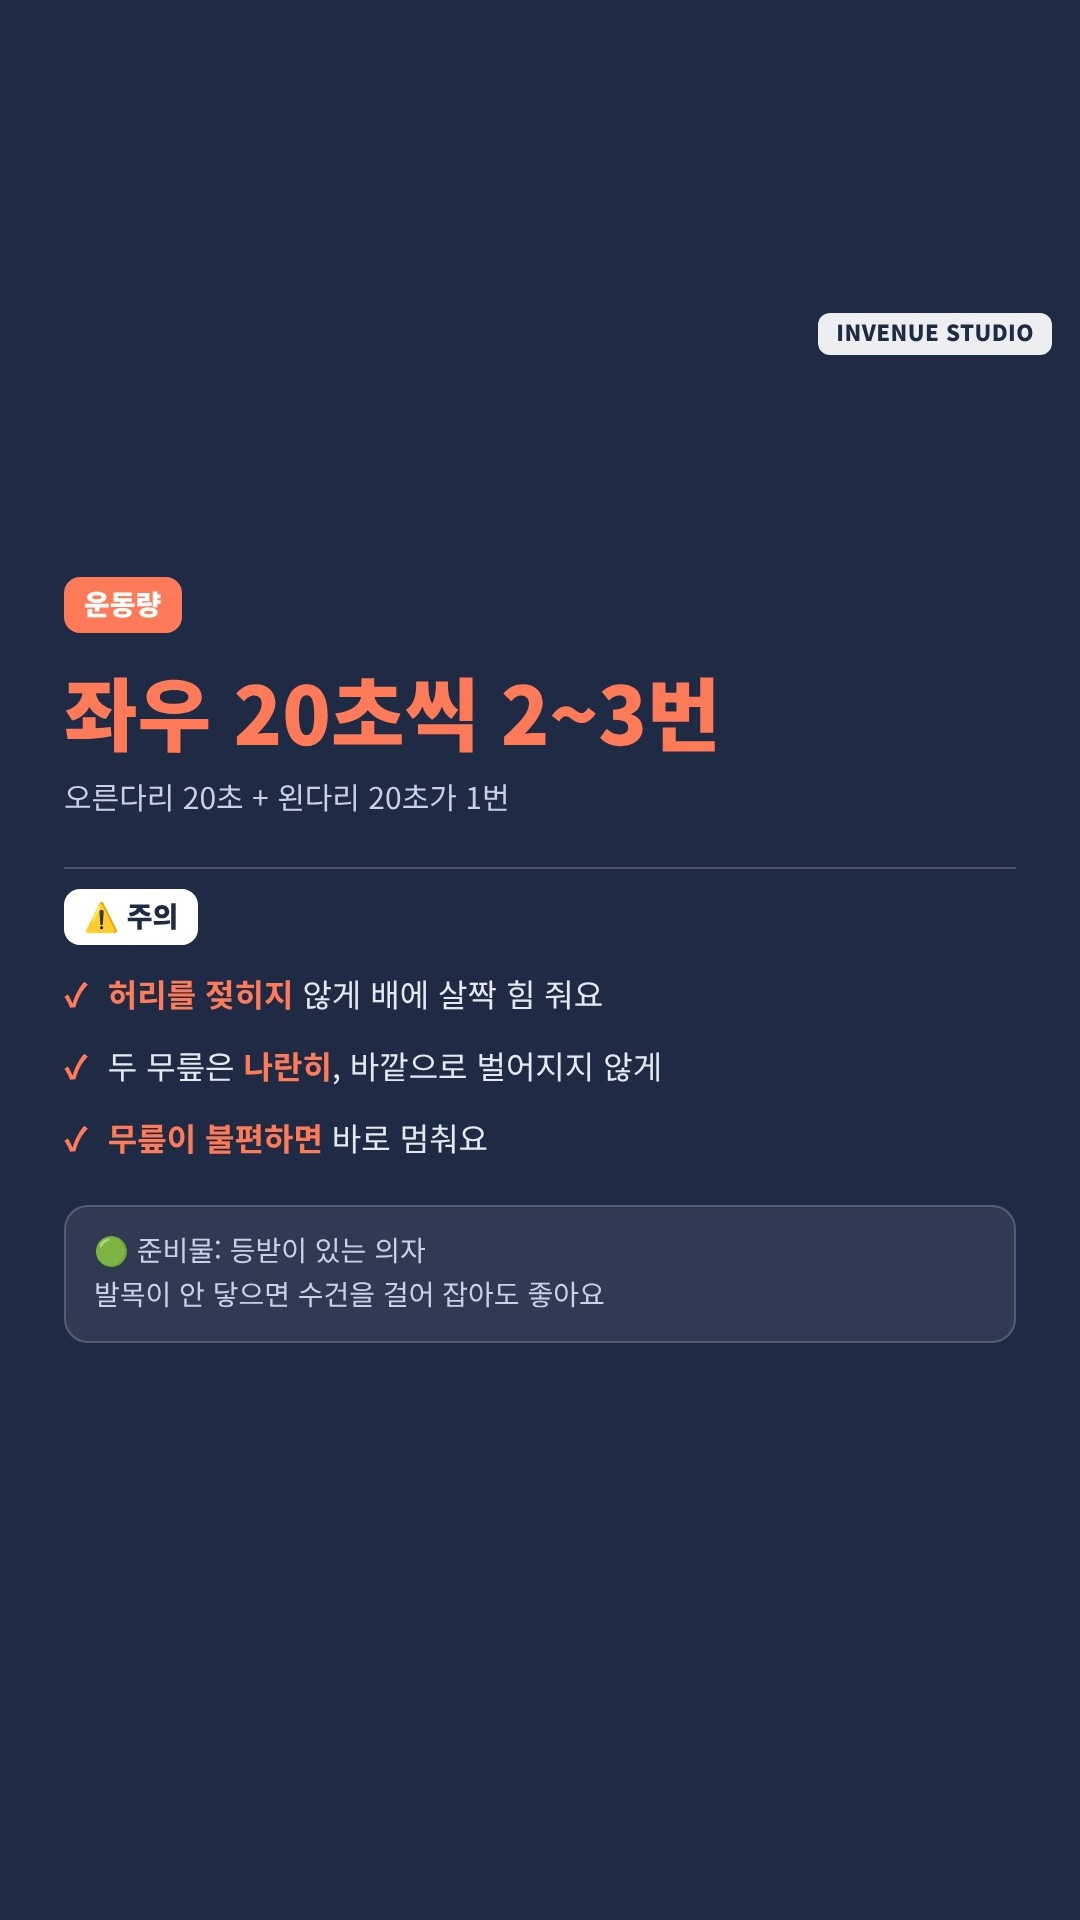 INVENUE STUDIO
운동량
좌우 20초씩 2~3번
오른다리 20초 + 왼다리 20초가 1번
⚠️ 주의
✓ 허리를 젖히지 않게 배에 살짝 힘 줘요
✓ 두 무릎은 나란히, 바깥으로 벌어지지 않게
✓ 무릎이 불편하면 바로 멈춰요
🟢 준비물: 등받이 있는 의자
발목이 안 닿으면 수건을 걸어 잡아도 좋아요